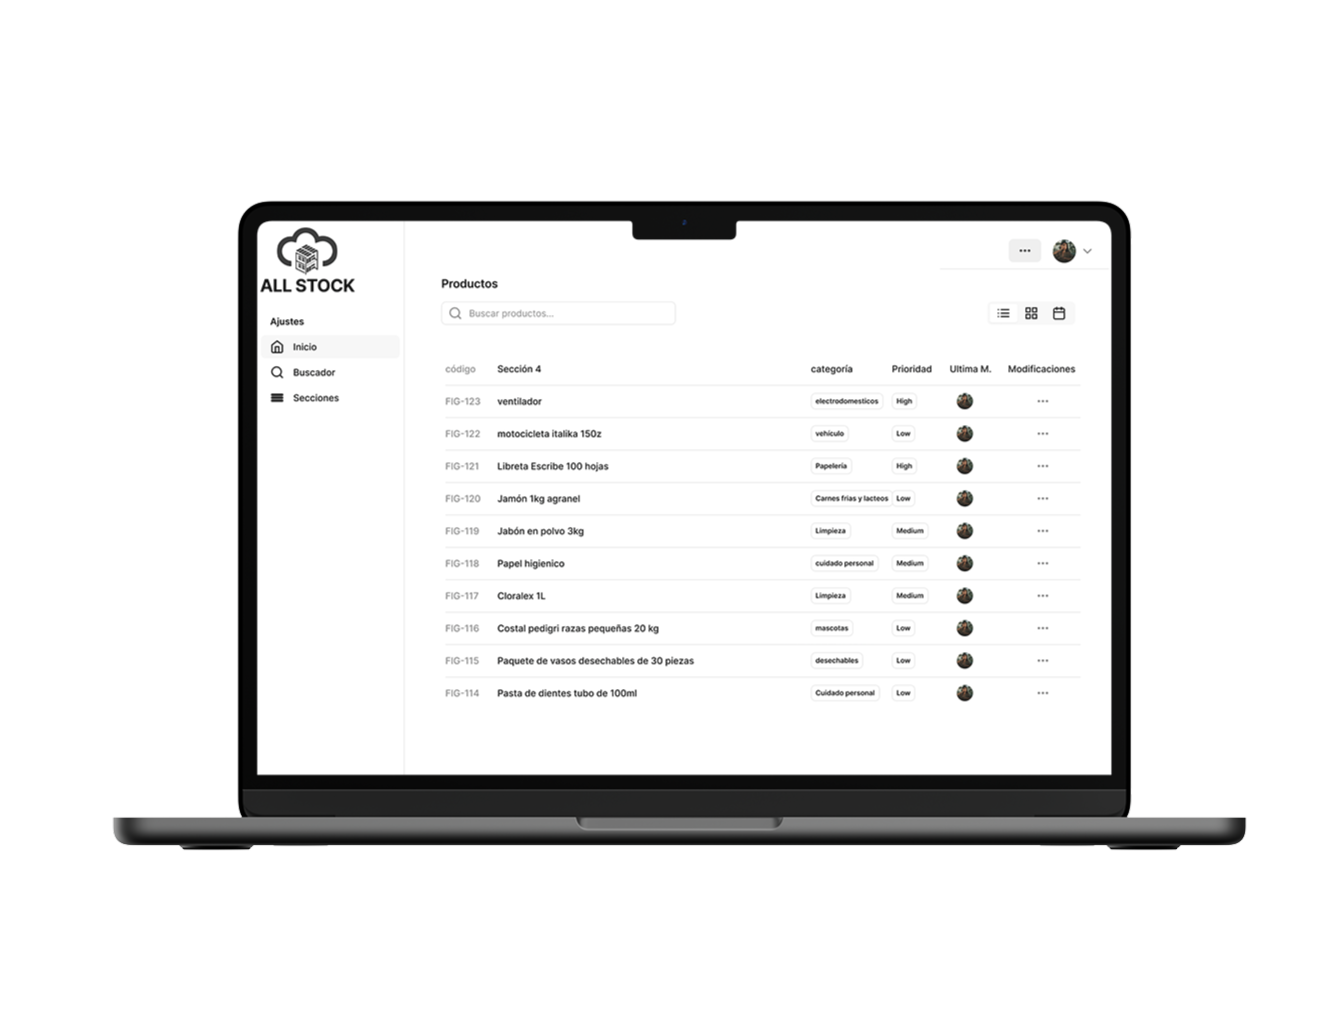 ALL STOCK
Ajustes
Inicio
Buscador
Secciones
Productos
Buscar productos...
código Sección 4 categoría Prioridad Ultima M. Modificaciones
FIG-123 ventilador electrodomesticos High
FIG-122 motocicleta italika 150z vehiculo Low
FIG-121 Libreta Escribe 100 hojas Papelería High
FIG-120 Jamón 1kg agranel Carnes frias y lacteos Low
FIG-119 Jabón en polvo 3kg Limpieza Medium
FIG-118 Papel higienico cuidado personal Medium
FIG-117 Cloralex 1L Limpieza Medium
FIG-116 Costal pedigri razas pequeñas 20 kg mascotas Low
FIG-115 Paquete de vasos desechables de 30 piezas desechables Low
FIG-114 Pasta de dientes tubo de 100ml Cuidado personal Low